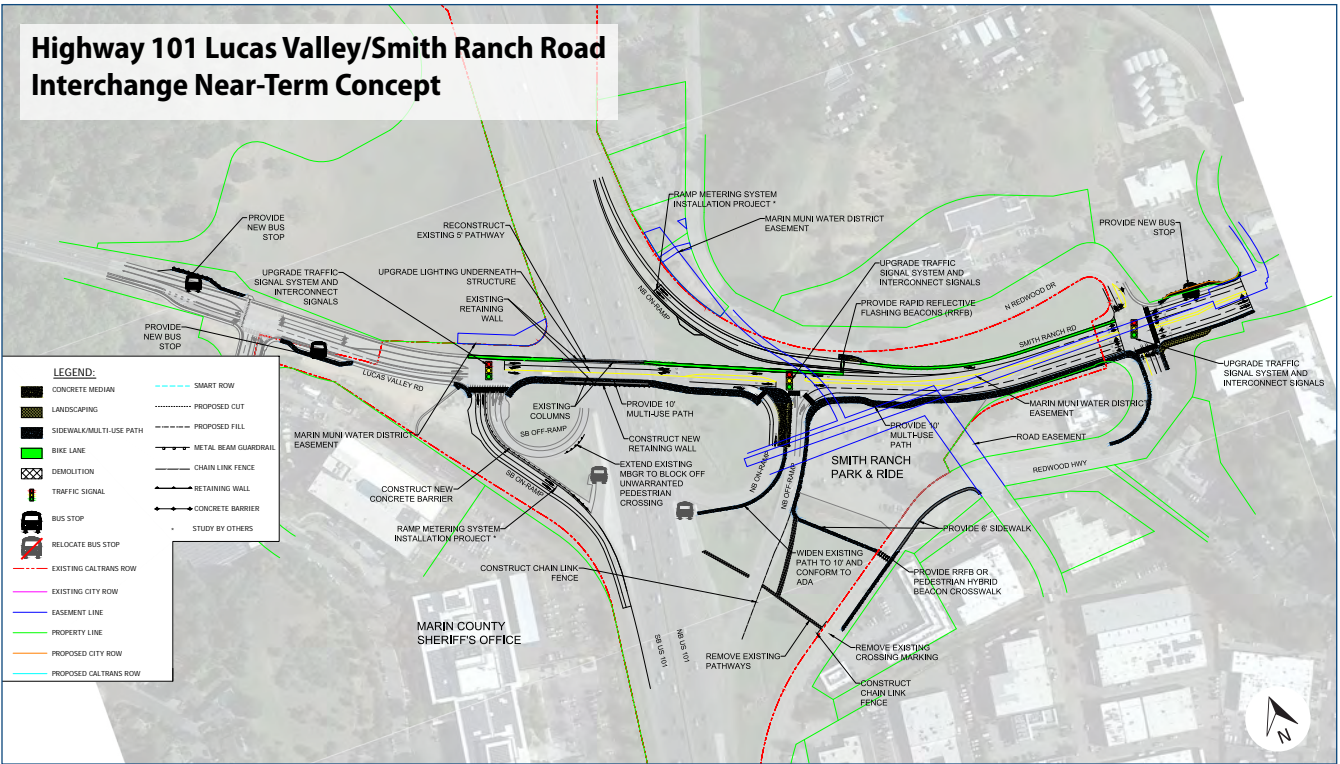 Highway 101 Lucas Valley/Smith Ranch Road
Interchange Near-Term Concept
PROVIDE
NEW BUS
STOP
RECONSTRUCT
EXISTING 5' PATHWAY
UPGRADE TRAFFIC
SIGNAL SYSTEM AND
INTERCONNECT
SIGNALS
UPGRADE LIGHTING UNDERNEATH
STRUCTURE
EXISTING
RETAINING
WALL
PROVIDE
NEW BUS
STOP
RAMP METERING SYSTEM
INSTALLATION PROJECT *
MARIN MUNI WATER DISTRICT
EASEMENT
NB ON-RAMP
UPGRADE TRAFFIC
SIGNAL SYSTEM AND
INTERCONNECT SIGNALS
PROVIDE RAPID REFLECTIVE
FLASHING BEACONS (RRFB)
N REDWOOD DR
PROVIDE NEW BUS
STOP
SMITH RANCH RD
UPGRADE TRAFFIC
SIGNAL SYSTEM AND
INTERCONNECT SIGNALS
LUCAS VALLEY RD
MARIN MUNI WATER DISTRICT
EASEMENT
EXISTING
COLUMNS
SB OFF-RAMP
PROVIDE 10'
MULTI-USE PATH
CONSTRUCT NEW
RETAINING WALL
EXTEND EXISTING
MBGR TO BLOCK OFF
UNWARRANTED
PEDESTRIAN
CROSSING
CONSTRUCT NEW
CONCRETE BARRIER
SB ON-RAMP
RAMP METERING SYSTEM
INSTALLATION PROJECT *
CONSTRUCT CHAIN LINK
FENCE
MARIN COUNTY
SHERIFF'S OFFICE
SB US 101
NB US 101
NB ON-RAMP
NB OFF-RAMP
PROVIDE 10'
MULTI-USE
PATH
SMITH RANCH
PARK & RIDE
MARIN MUNI WATER DISTRICT
EASEMENT
ROAD EASEMENT
REDWOOD HWY
PROVIDE 6' SIDEWALK
WIDEN EXISTING
PATH TO 10' AND
CONFORM TO
ADA
PROVIDE RRFB OR
PEDESTRIAN HYBRID
BEACON CROSSWALK
REMOVE EXISTING
PATHWAYS
REMOVE EXISTING
CROSSING MARKING
CONSTRUCT
CHAIN LINK
FENCE
LEGEND:
CONCRETE MEDIAN
LANDSCAPING
SIDEWALK/MULTI-USE PATH
BIKE LANE
DEMOLITION
TRAFFIC SIGNAL
BUS STOP
RELOCATE BUS STOP
EXISTING CALTRANS ROW
EXISTING CITY ROW
EASEMENT LINE
PROPERTY LINE
PROPOSED CITY ROW
PROPOSED CALTRANS ROW
SMART ROW
PROPOSED CUT
PROPOSED FILL
METAL BEAM GUARDRAIL
CHAIN LINK FENCE
RETAINING WALL
CONCRETE BARRIER
* STUDY BY OTHERS
N